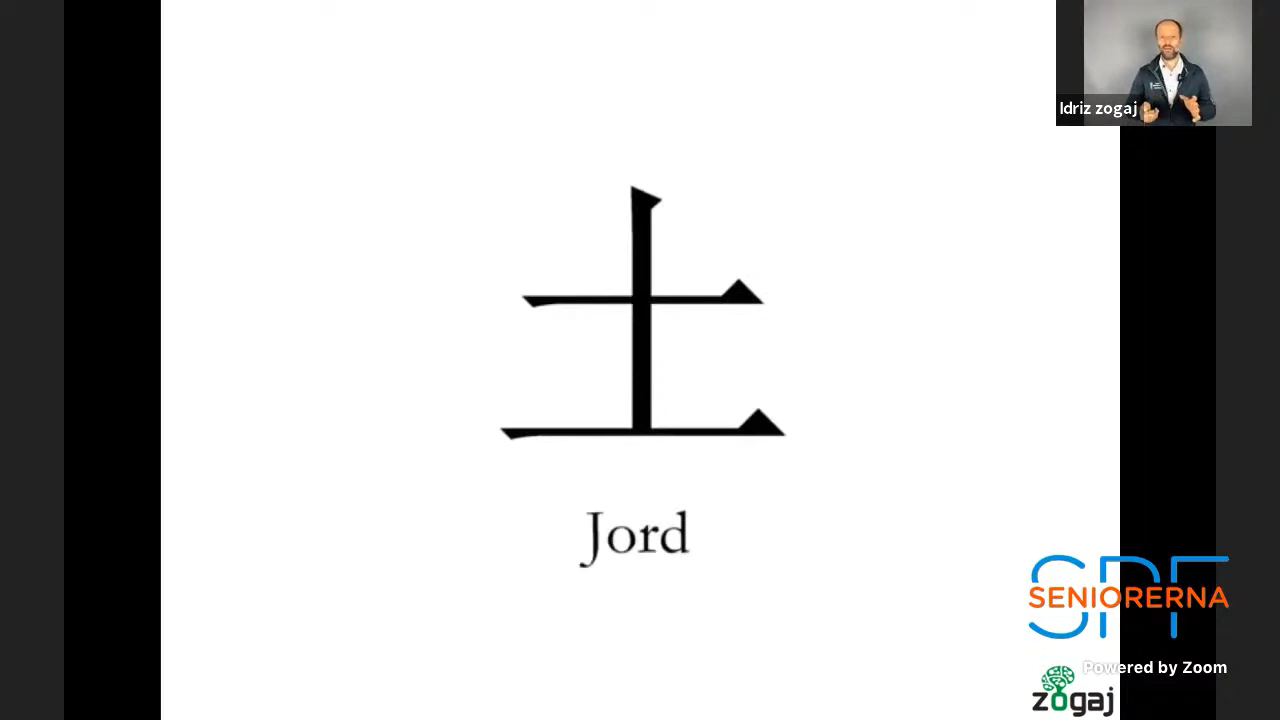 Idriz zogaj
土
Jord
SPF
SENIORERNA
Powered by Zoom
zogaj